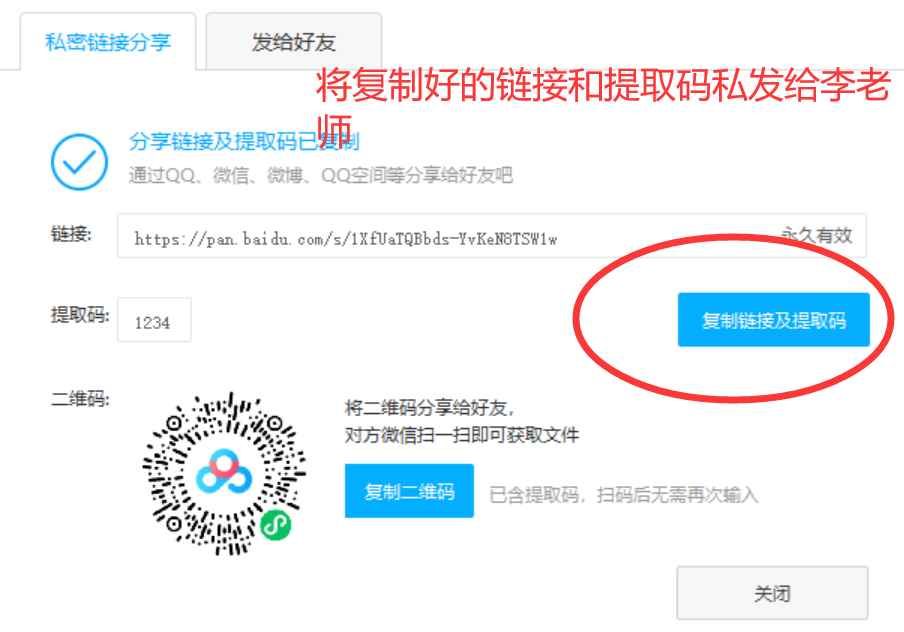 私密链接分享
发给好友
将复制好的链接和提取码私发给李老
师
分享链接及提取码已复制
通过QQ、微信、微博、QQ空间等分享给好友吧
链接:
https://pan.baidu.com/s/1XfUaTQBbds-YvKeN8TSW1w
永久有效
提取码:
1234
复制链接及提取码
二维码:
将二维码分享给好友,
对方微信扫一扫即可获取文件
复制二维码
已含提取码，扫码后无需再次输入
关闭